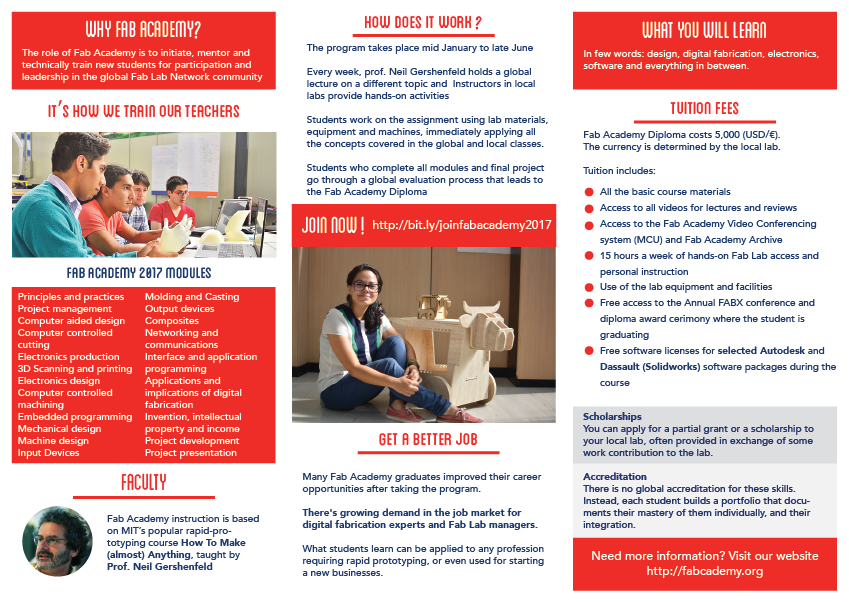 WHY FAB ACADEMY?
The role of Fab Academy is to initiate, mentor and
technically train new students for participation and
leadership in the global Fab Lab Network community
IT'S HOW WE TRAIN OUR TEACHERS
FAB ACADEMY 2017 MODULES
Principles and practices
Project management
Computer aided design
Computer controlled
cutting
Electronics production
3D Scanning and printing
Electronics design
Computer controlled
machining
Embedded programming
Mechanical design
Machine design
Input Devices
Molding and Casting
Output devices
Composites
Networking and
communications
Interface and application
programming
Applications and
implications of digital
fabrication
Invention, intellectual
property and income
Project development
Project presentation
FACULTY
Fab Academy instruction is based
on MIT's popular rapid-pro-
totyping course How To Make
(almost) Anything, taught by
Prof. Neil Gershenfeld
HOW DOES IT WORK ?
The program takes place mid January to late June
Every week, prof. Neil Gershenfeld holds a global
lecture on a different topic and Instructors in local
labs provide hands-on activities
Students work on the assignment using lab materials,
equipment and machines, immediately applying all
the concepts covered in the global and local classes.
Students who complete all modules and final project
go through a global evaluation process that leads to
the Fab Academy Diploma
JOIN NOW ! http://bit.ly/joinfabacademy2017
GET A BETTER JOB
Many Fab Academy graduates improved their career
opportunities after taking the program.
There's growing demand in the job market for
digital fabrication experts and Fab Lab managers.
What students learn can be applied to any profession
requiring rapid prototyping, or even used for starting
a new businesses.
WHAT YOU WILL LEARN
In few words: design, digital fabrication, electronics,
software and everything in between.
TUITION FEES
Fab Academy Diploma costs 5,000 (USD/€).
The currency is determined by the local lab.
Tuition includes:
All the basic course materials
Access to all videos for lectures and reviews
Access to the Fab Academy Video Conferencing
system (MCU) and Fab Academy Archive
15 hours a week of hands-on Fab Lab access and
personal instruction
Use of the lab equipment and facilities
Free access to the Annual FABX conference and
diploma award cerimony where the student is
graduating
Free software licenses for selected Autodesk and
Dassault (Solidworks) software packages during the
course
Scholarships
You can apply for a partial grant or a scholarship to
your local lab, often provided in exchange of some
work contribution to the lab.
Accreditation
There is no global accreditation for these skills.
Instead, each student builds a portfolio that docu-
ments their mastery of them individually, and their
integration.
Need more information? Visit our website
http://fabcademy.org